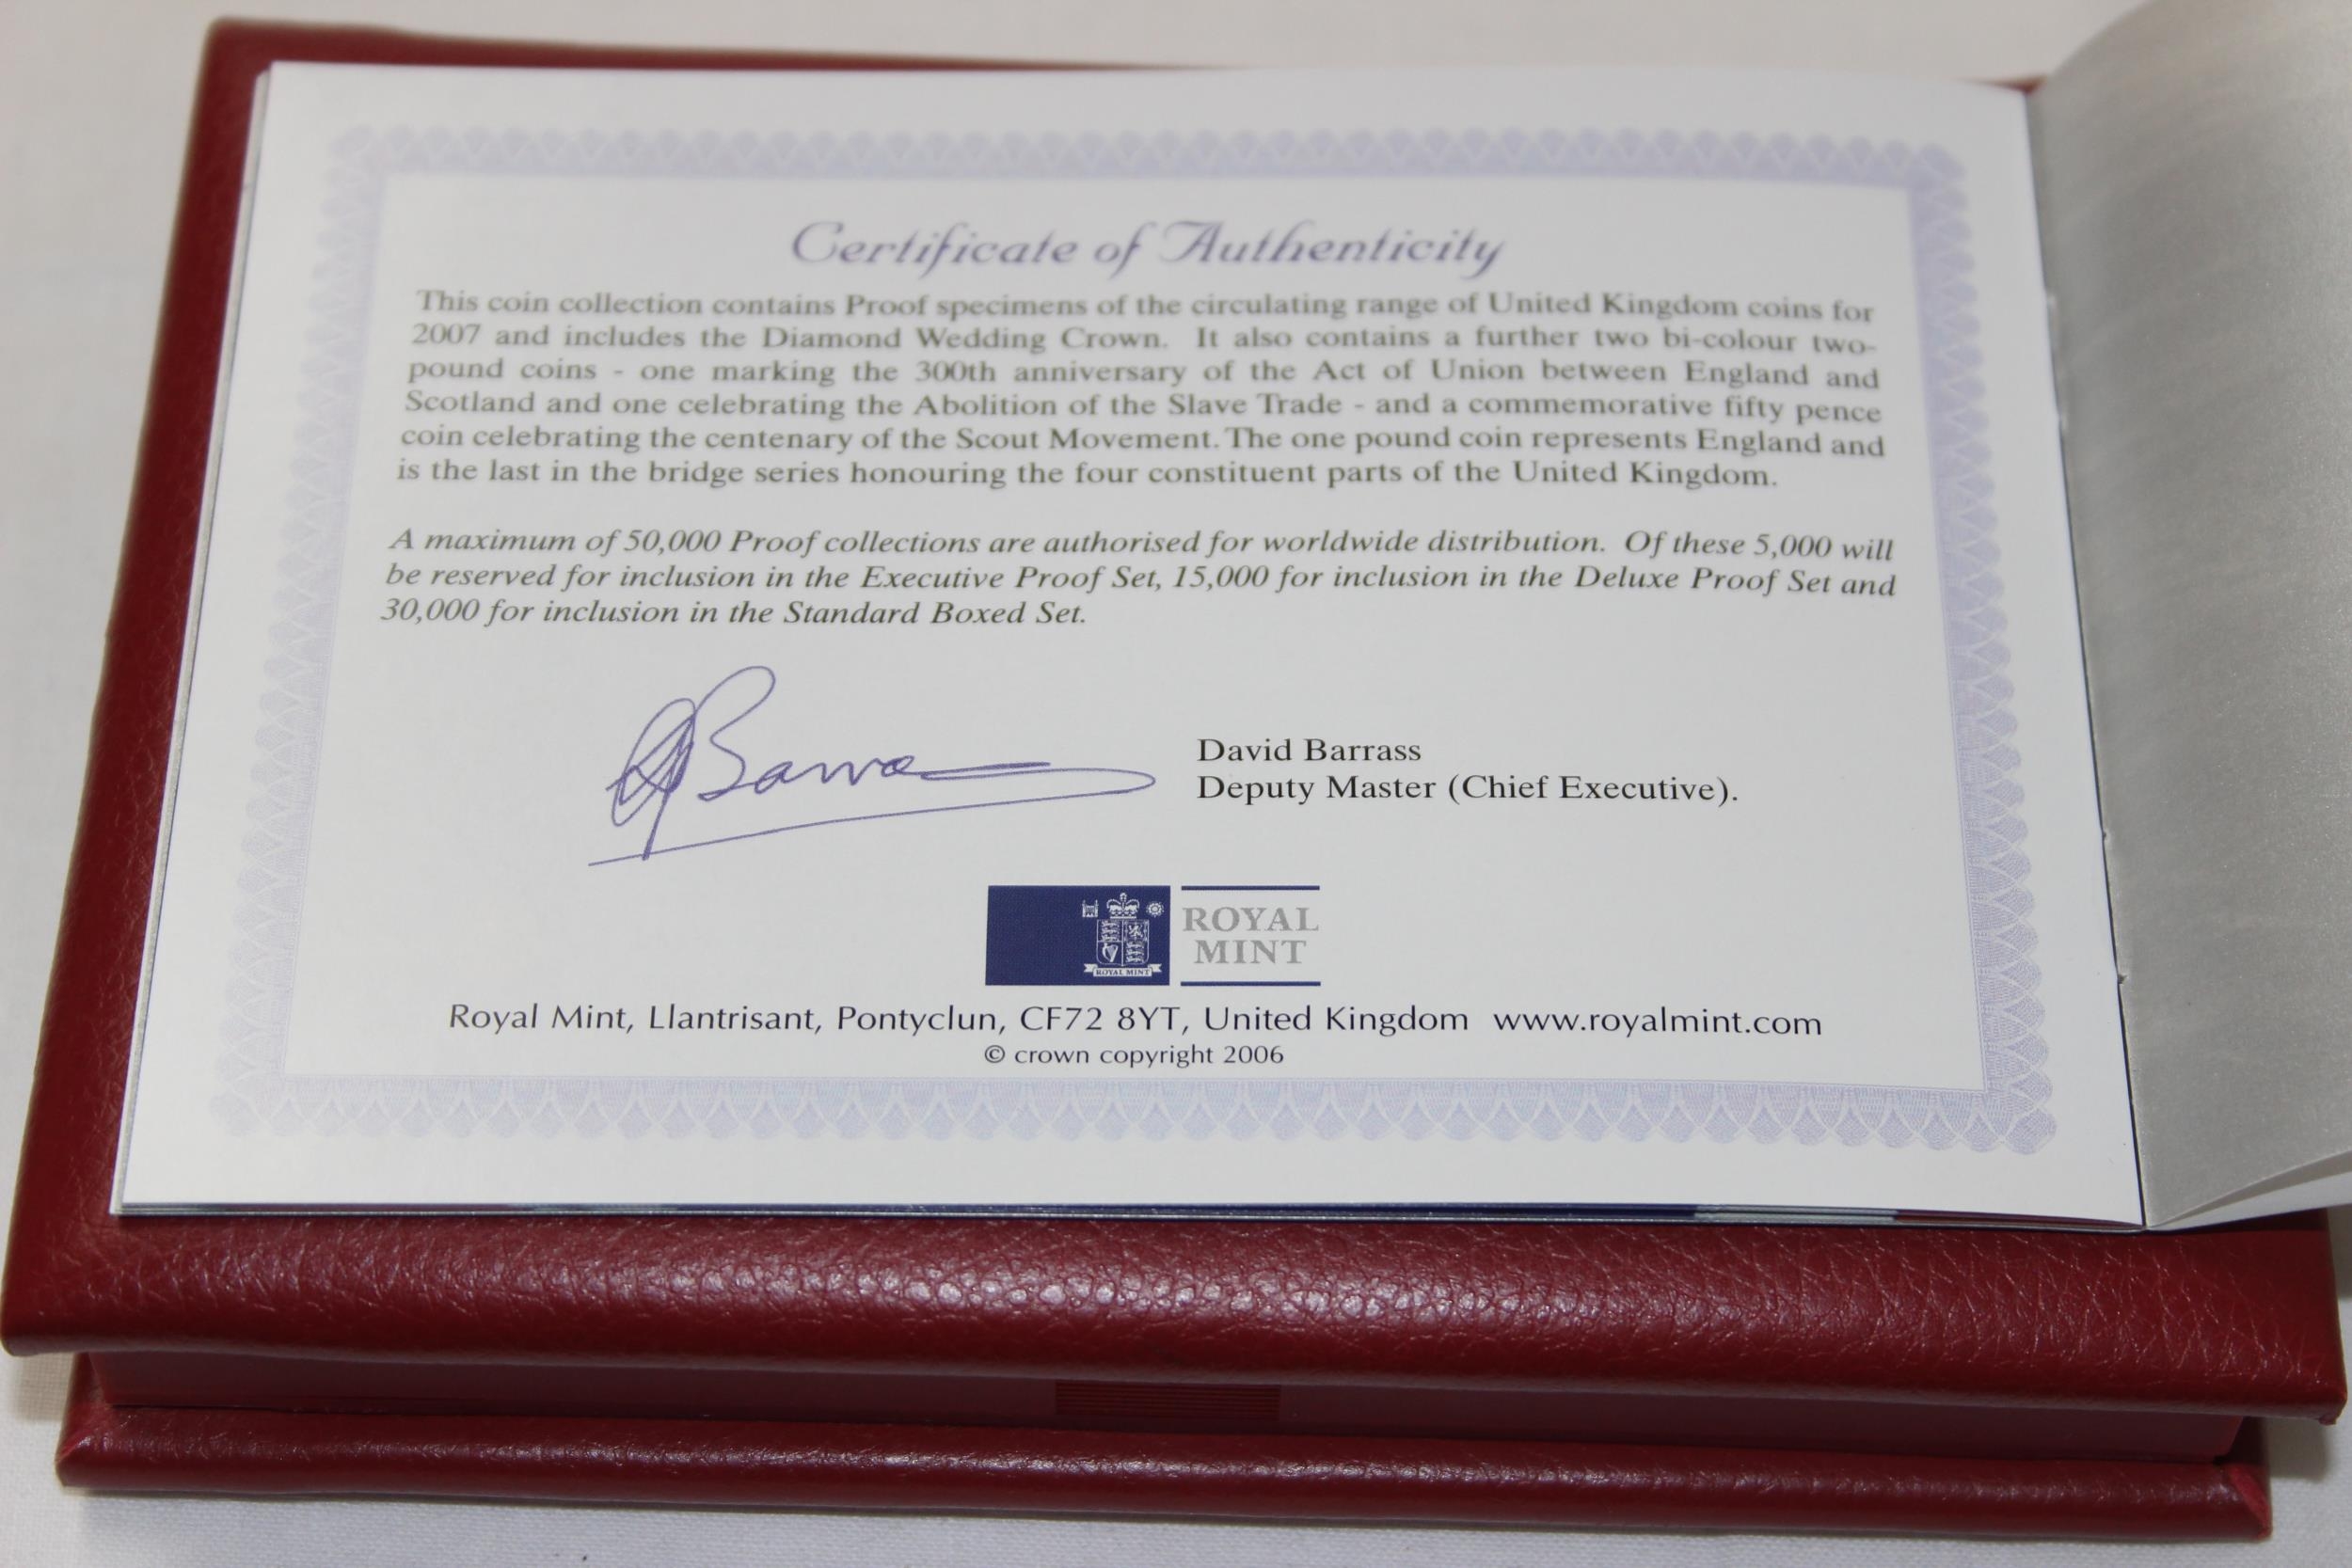 Certificate of Authenticity
This coin collection contains Proof specimens of the circulating range of United Kingdom coins for
2007 and includes the Diamond Wedding Crown. It also contains a further two bi-colour two-
pound coins - one marking the 300th anniversary of the Act of Union between England and
Scotland and one celebrating the Abolition of the Slave Trade - and a commemorative fifty pence
coin celebrating the centenary of the Scout Movement. The one pound coin represents England and
is the last in the bridge series honouring the four constituent parts of the United Kingdom.
A maximum of 50,000 Proof collections are authorised for worldwide distribution. Of these 5,000 will
be reserved for inclusion in the Executive Proof Set, 15,000 for inclusion in the Deluxe Proof Set and
30,000 for inclusion in the Standard Boxed Set.
David Barrass
Deputy Master (Chief Executive).
ROYAL MINT
ROYAL
MINT
Royal Mint, Llantrisant, Pontyclun, CF72 8YT, United Kingdom www.royalmint.com
© crown copyright 2006